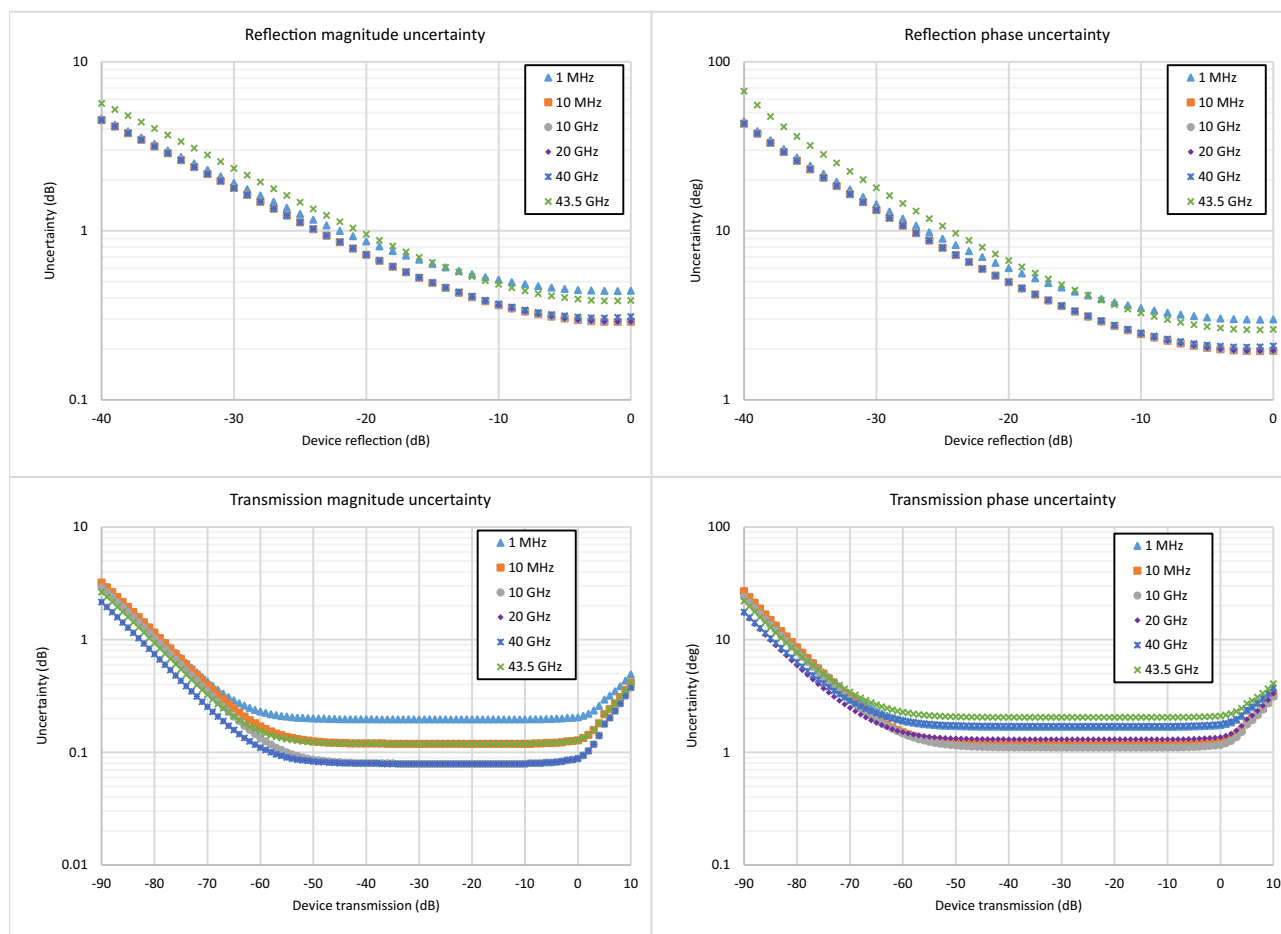 Reflection magnitude uncertainty
10
1
0.1
Uncertainty (dB)
-40
-30
-20
-10
0
Device reflection (dB)
1 MHz
10 MHz
10 GHz
20 GHz
40 GHz
43.5 GHz
Reflection phase uncertainty
100
10
1
Uncertainty (deg)
-40
-30
-20
-10
0
Device reflection (dB)
1 MHz
10 MHz
10 GHz
20 GHz
40 GHz
43.5 GHz
Transmission magnitude uncertainty
10
1
0.1
0.01
Uncertainty (dB)
-90
-80
-70
-60
-50
-40
-30
-20
-10
0
10
Device transmission (dB)
1 MHz
10 MHz
10 GHz
20 GHz
40 GHz
43.5 GHz
Transmission phase uncertainty
100
10
1
0.1
Uncertainty (deg)
-90
-80
-70
-60
-50
-40
-30
-20
-10
0
10
Device transmission (dB)
1 MHz
10 MHz
10 GHz
20 GHz
40 GHz
43.5 GHz